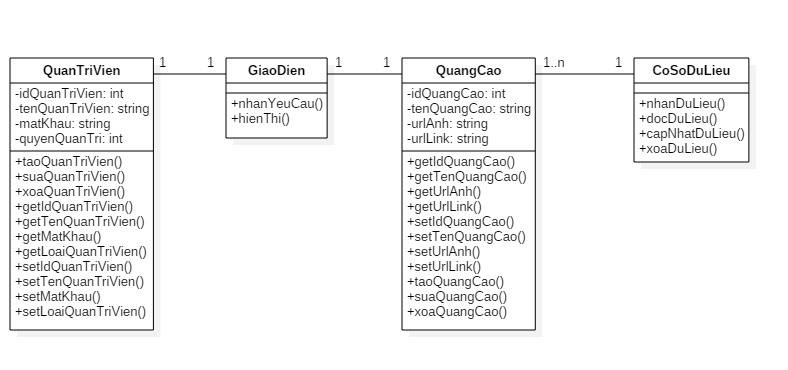 QuanTriVien
-idQuanTriVien: int
-tenQuanTriVien: string
-matKhau: string
-quyenQuanTri: int
+taoQuanTriVien()
+suaQuanTriVien()
+xoaQuanTriVien()
+getIdQuanTriVien()
+getTenQuanTriVien()
+getMatKhau()
+getLoaiQuanTriVien()
+setIdQuanTriVien()
+setTenQuanTriVien()
+setMatKhau()
+setLoaiQuanTriVien()
1
1
GiaoDien
+nhanYeuCau()
+hienThi()
1
1
QuangCao
-idQuangCao: int
-tenQuangCao: string
-urlAnh: string
-urlLink: string
+getIdQuangCao()
+getTenQuangCao()
+getUrlAnh()
+getUrlLink()
+setIdQuangCao()
+setTenQuangCao()
+setUrlAnh()
+setUrlLink()
+taoQuangCao()
+suaQuangCao()
+xoaQuangCao()
1..n
1
CoSoDuLieu
+nhanDuLieu()
+docDuLieu()
+capNhatDuLieu()
+xoaDuLieu()